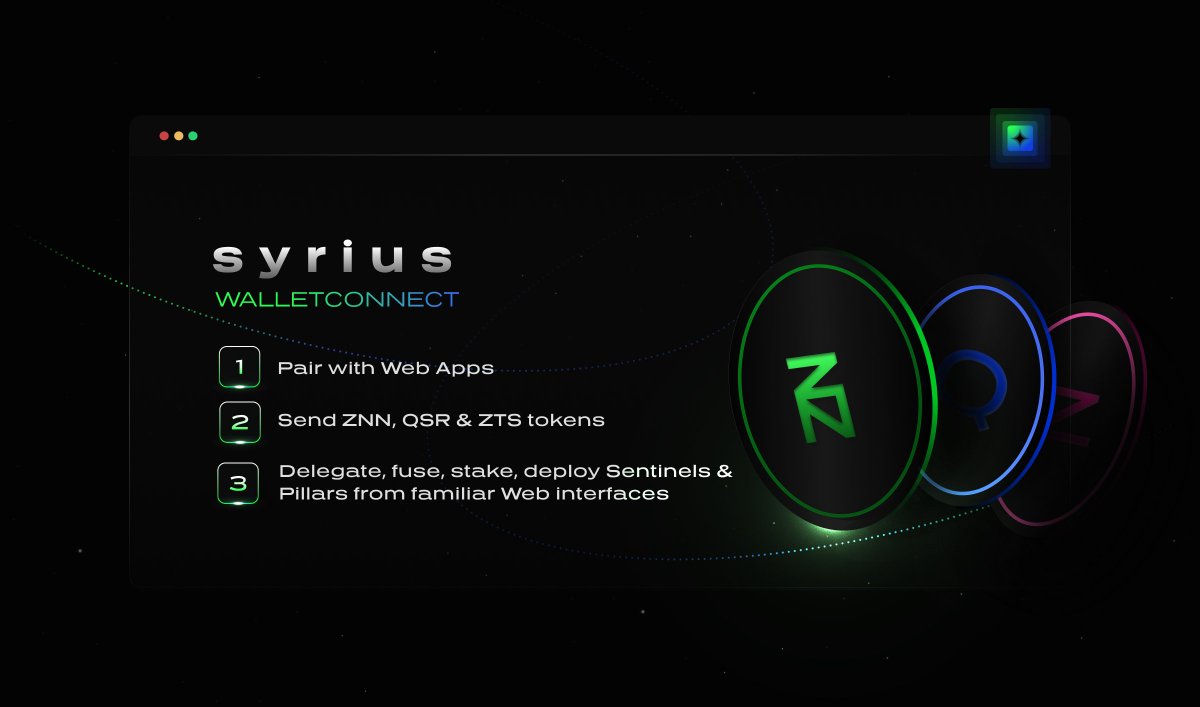 syrius
WALLETCONNECT
1 Pair with Web Apps
2 Send ZNN, QSR & ZTS tokens
3 Delegate, fuse, stake, deploy Sentinels &
Pillars from familiar Web interfaces